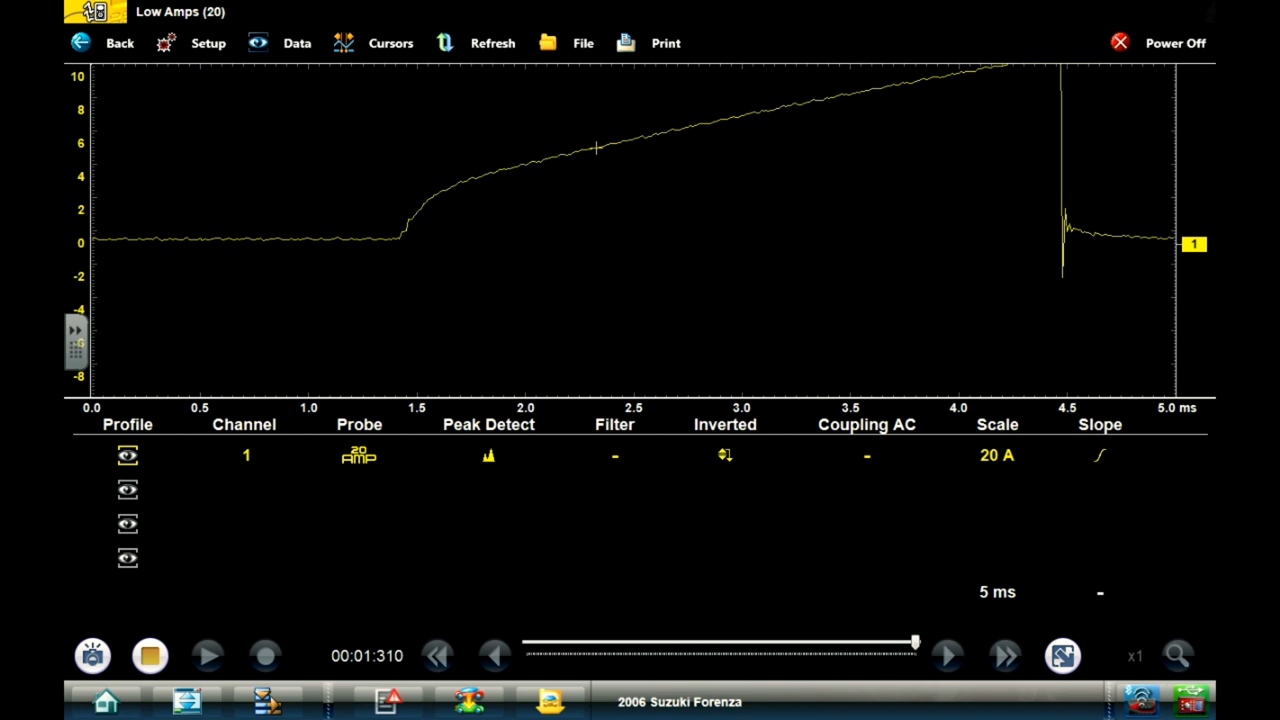 Low Amps (20)
Back Setup Data Cursors Refresh File Print Power Off
10
8
6
4
2
0
-2
-4
-6
-8
1
0.0 0.5 1.0 1.5 2.0 2.5 3.0 3.5 4.0 4.5 5.0 ms
Profile Channel Probe Peak Detect Filter Inverted Coupling AC Scale Slope
1 20 AMP - - 20 A
5 ms -
00:01:310 x1
2006 Suzuki Forenza